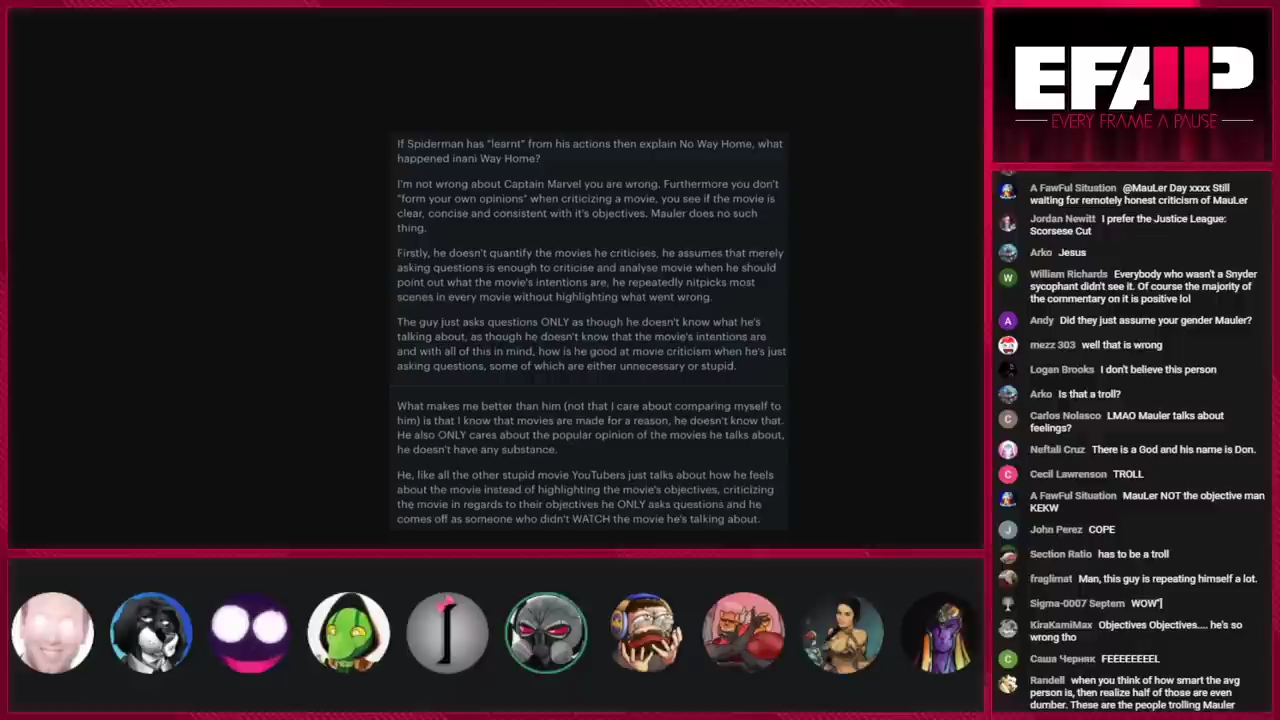 If Spiderman has "learnt" from his actions then explain No Way Home, what
happened inani Way Home?
I'm not wrong about Captain Marvel you are wrong. Furthermore you don't
"form your own opinions" when criticizing a movie, you see if the movie is
clear, concise and consistent with it's objectives. Mauler does no such
thing.
Firstly, he doesn't quantify the movies he criticises, he assumes that merely
asking questions is enough to criticise and analyse movie when he should
point out what the movie's intentions are, he repeatedly nitpicks most
scenes in every movie without highlighting what went wrong.
The guy just asks questions ONLY as though he doesn't know what he's
talking about, as though he doesn't know that the movie's intentions are
and with all of this in mind, how is he good at movie criticism when he's just
asking questions, some of which are either unnecessary or stupid.
What makes me better than him (not that I care about comparing myself to
him) is that I know that movies are made for a reason, he doesn't know that.
He also ONLY cares about the popular opinion of the movies he talks about,
he doesn't have any substance.
He, like all the other stupid movie YouTubers just talks about how he feels
about the movie instead of highlighting the movie's objectives, criticizing
the movie in regards to their objectives he ONLY asks questions and he
comes off as someone who didn't WATCH the movie he's talking about.
EFAP
EVERY FRAME A PAUSE
A FawFul Situation @MauLer Day xxxx Still
waiting for remotely honest criticism of MauLer
Jordan Newitt I prefer the Justice League:
Scorsese Cut
Arko Jesus
William Richards Everybody who wasn't a Snyder
sycophant didn't see it. Of course the majority of
the commentary on it is positive lol
Andy Did they just assume your gender Mauler?
mezz 303 well that is wrong
Logan Brooks I don't believe this person
Arko Is that a troll?
Carlos Nolasco LMAO Mauler talks about
feelings?
Neftali Cruz There is a God and his name is Don.
Cecil Lawrenson TROLL
A FawFul Situation MauLer NOT the objective man
KEKW
John Perez COPE
Section Ratio has to be a troll
fraglimat Man, this guy is repeating himself a lot.
Sigma-0007 Septem WOW"]
KiraKamiMax Objectives Objectives.... he's so
wrong tho
Саша Черняк FEEEEEEEEL
Randell when you think of how smart the avg
person is, then realize half of those are even
dumber. These are the people trolling Mauler